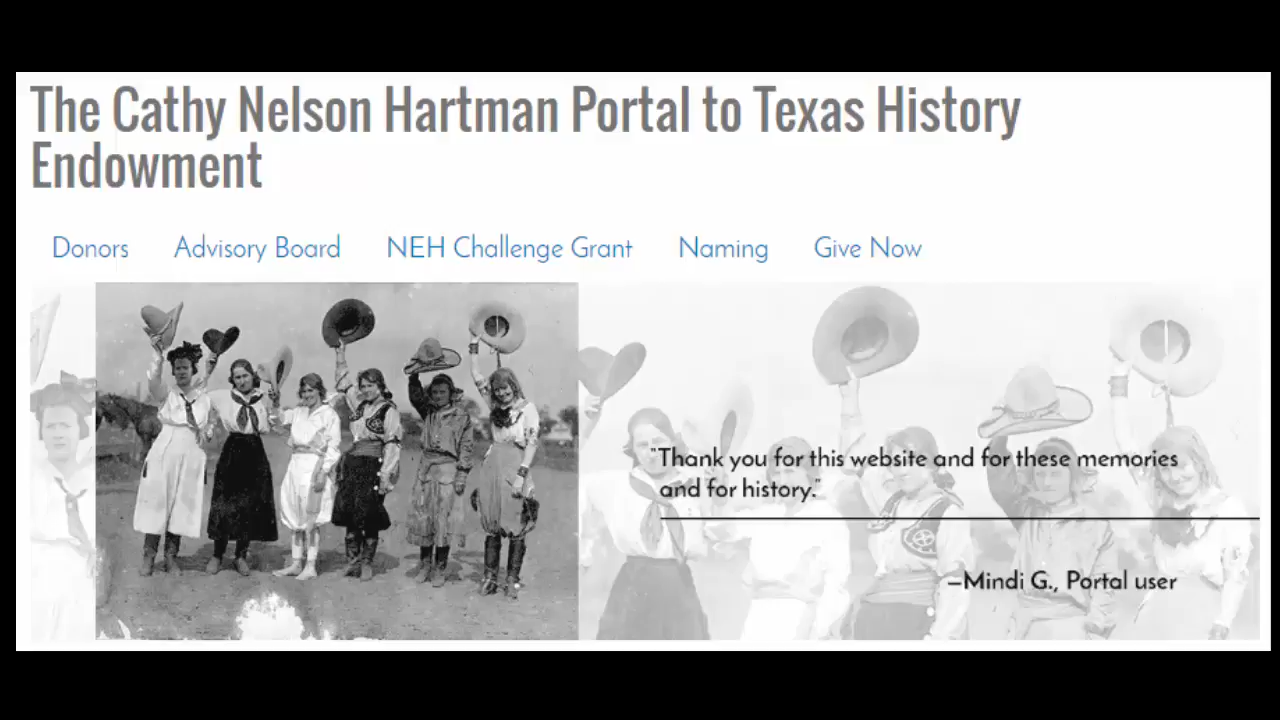 The Cathy Nelson Hartman Portal to Texas History
Endowment
Donors Advisory Board NEH Challenge Grant Naming Give Now
"Thank you for this website and for these memories
and for history."
–Mindi G., Portal user